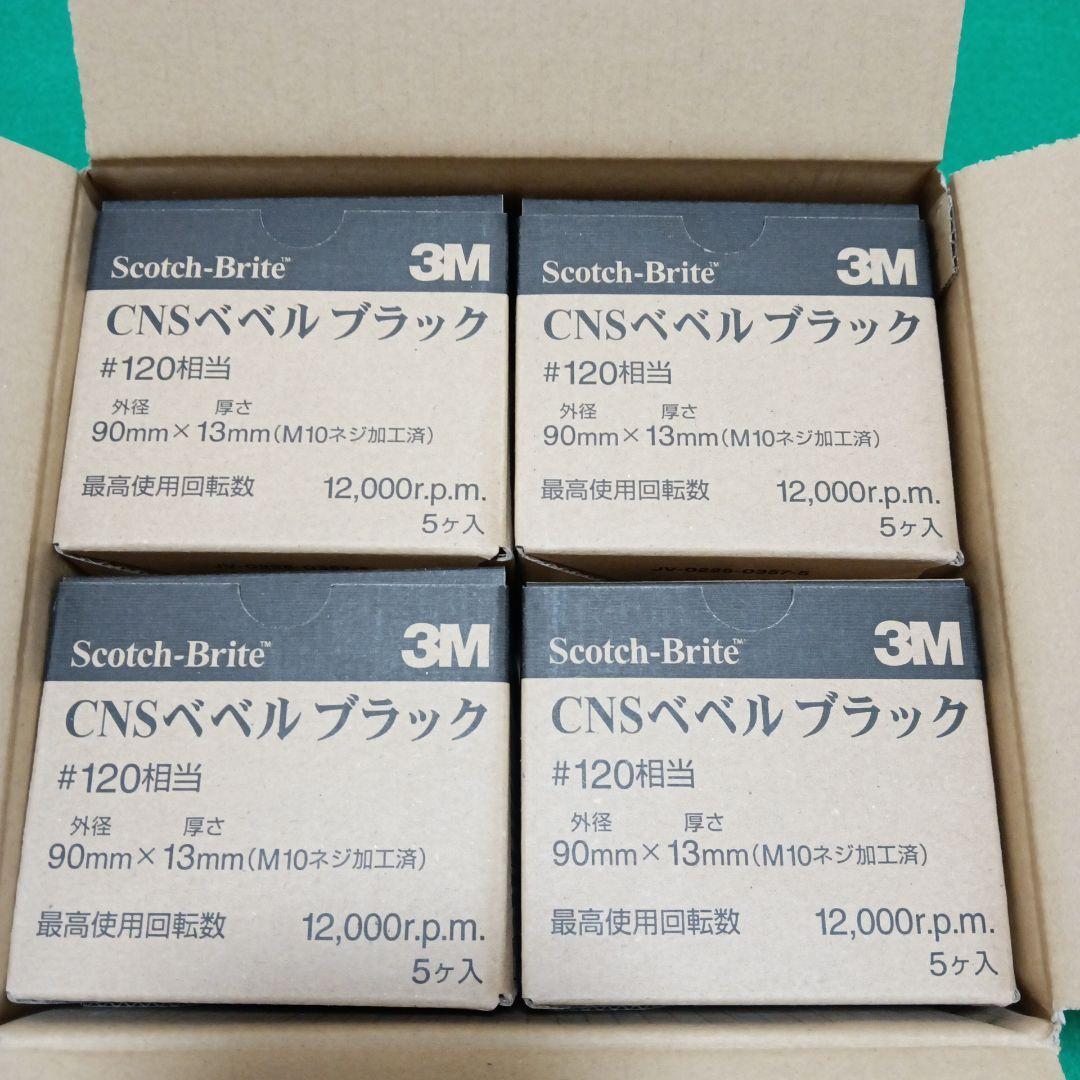 Scotch-Brite™ 3M
CNSベベル ブラック
#120相当
外径 厚さ
90mm×13mm(M10ネジ加工済)
最高使用回転数 12,000r.p.m.
5ヶ入
Scotch-Brite™ 3M
CNSベベル ブラック
#120相当
外径 厚さ
90mm×13mm(M10ネジ加工済)
最高使用回転数 12,000r.p.m.
5ヶ入
JV-0225-0357-5
Scotch-Brite™ 3M
CNSベベル ブラック
#120相当
外径 厚さ
90mm×13mm(M10ネジ加工済)
最高使用回転数 12,000r.p.m.
5ヶ入
Scotch-Brite™ 3M
CNSベベル ブラック
#120相当
外径 厚さ
90mm×13mm(M10ネジ加工済)
最高使用回転数 12,000r.p.m.
5ヶ入